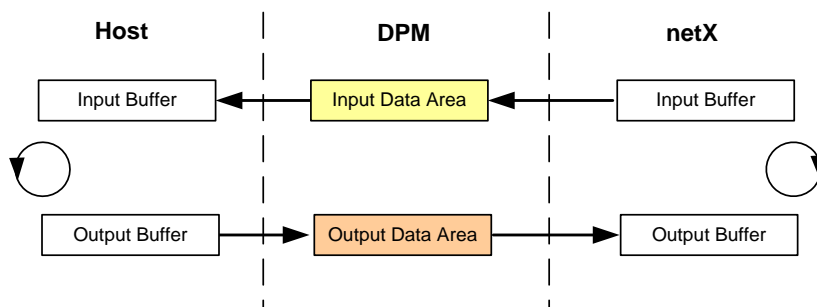 Host DPM netX
Input Buffer Input Data Area Input Buffer
Output Buffer Output Data Area Output Buffer